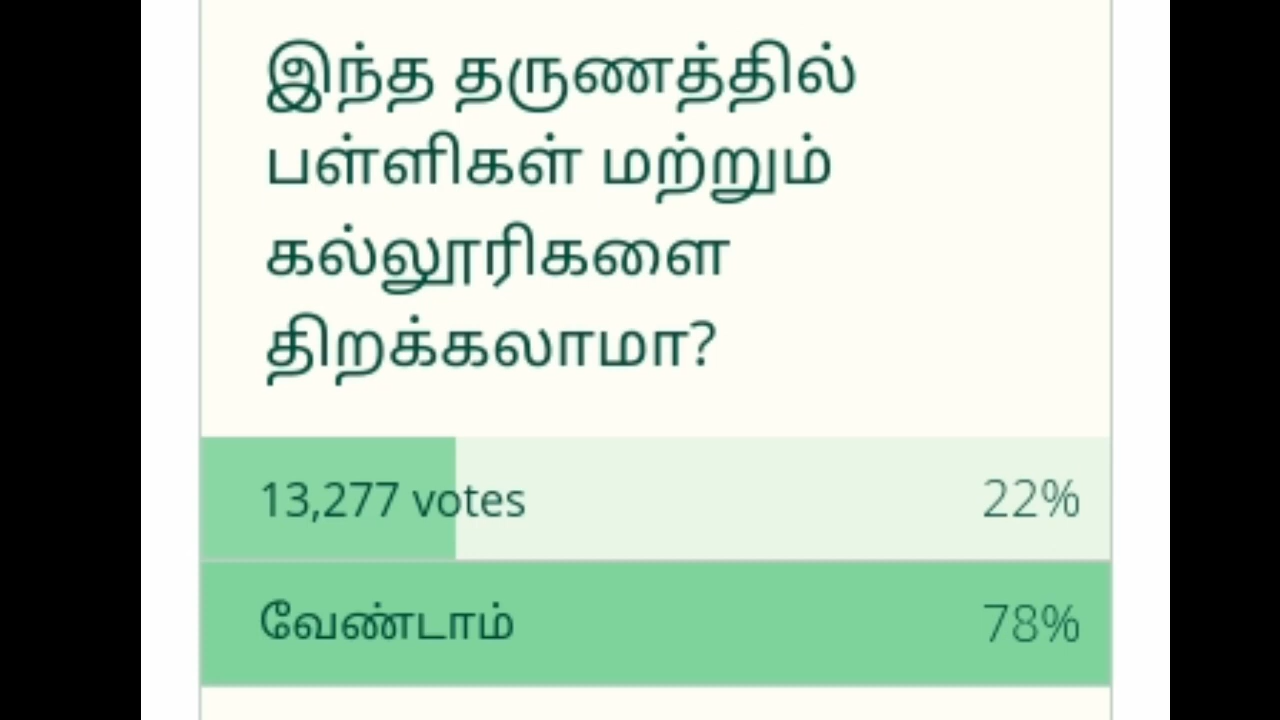 இந்த தருணத்தில்
பள்ளிகள் மற்றும்
கல்லூரிகளை
திறக்கலாமா?
13,277 votes 22%
வேண்டாம் 78%